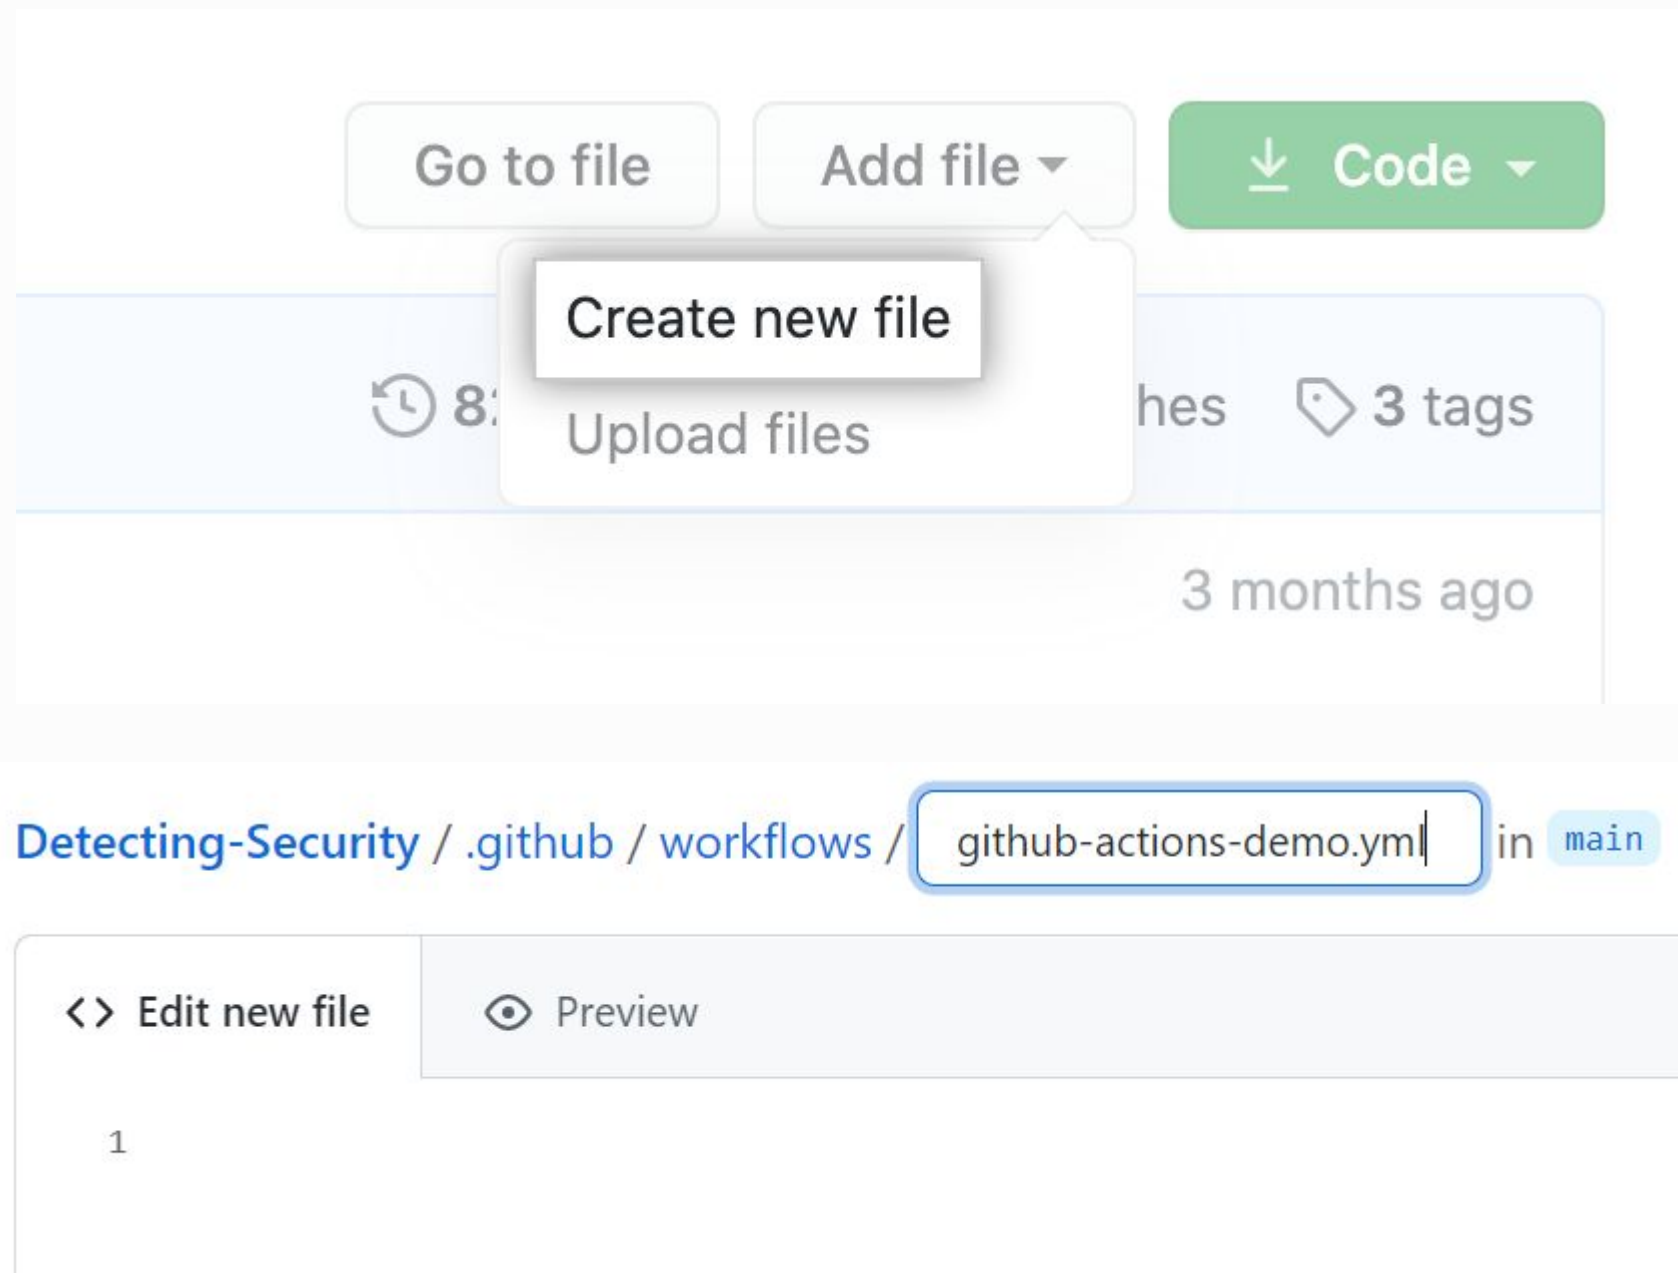 Go to file Add file Code
Create new file
3 tags
Upload files
3 months ago
Detecting-Security / .github / workflows / github-actions-demo.yml in main
<> Edit new file Preview
1